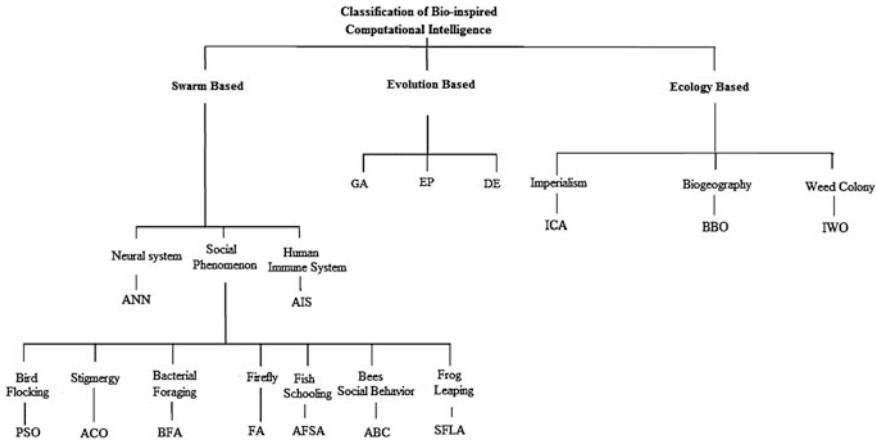 Classification of Bio-inspired
Computational Intelligence
Swarm Based
Evolution Based
Ecology Based
GA
EP
DE
Imperialism
Biogeography
Weed Colony
ICA
BBO
IWO
Neural system
Social
Phenomenon
Human
Immune System
ANN
AIS
Bird
Flocking
Stigmergy
Bacterial
Foraging
Firefly
Fish
Schooling
Bees
Social Behavior
Frog
Leaping
PSO
ACO
BFA
FA
AFSA
ABC
SFLA